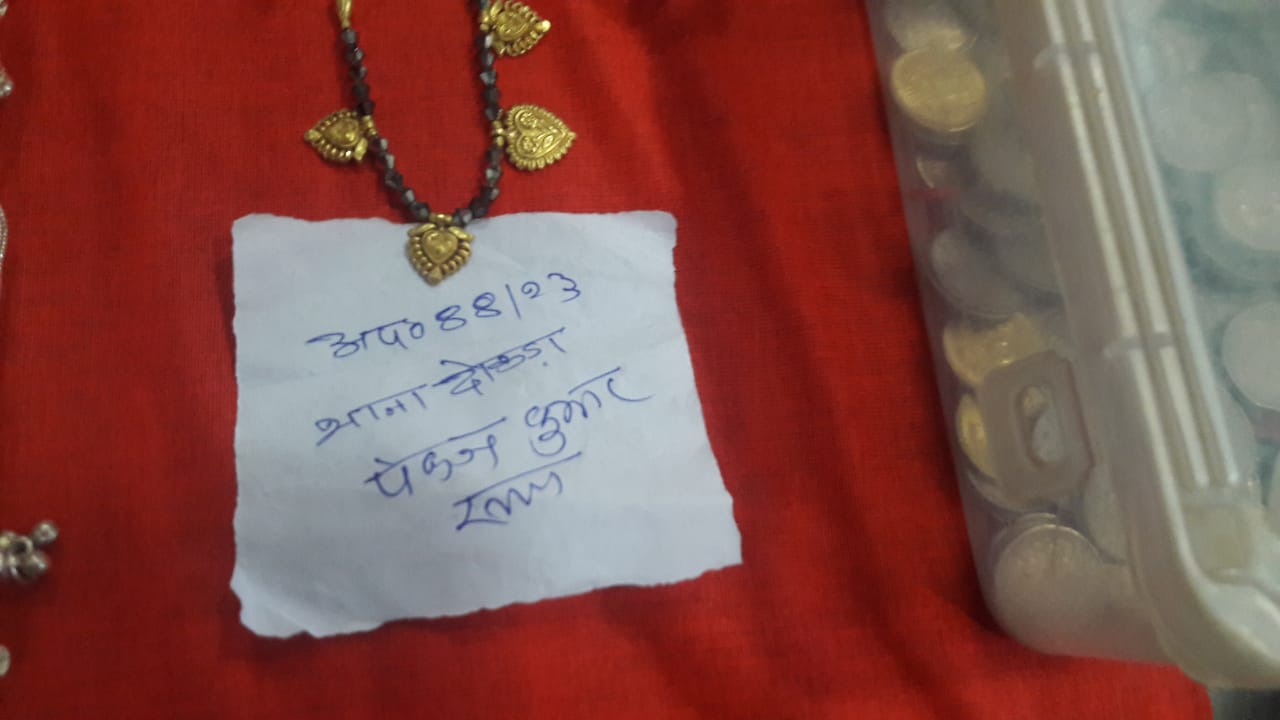 अप० 88/23
थाना दोकड़ा
पंकज कुमार